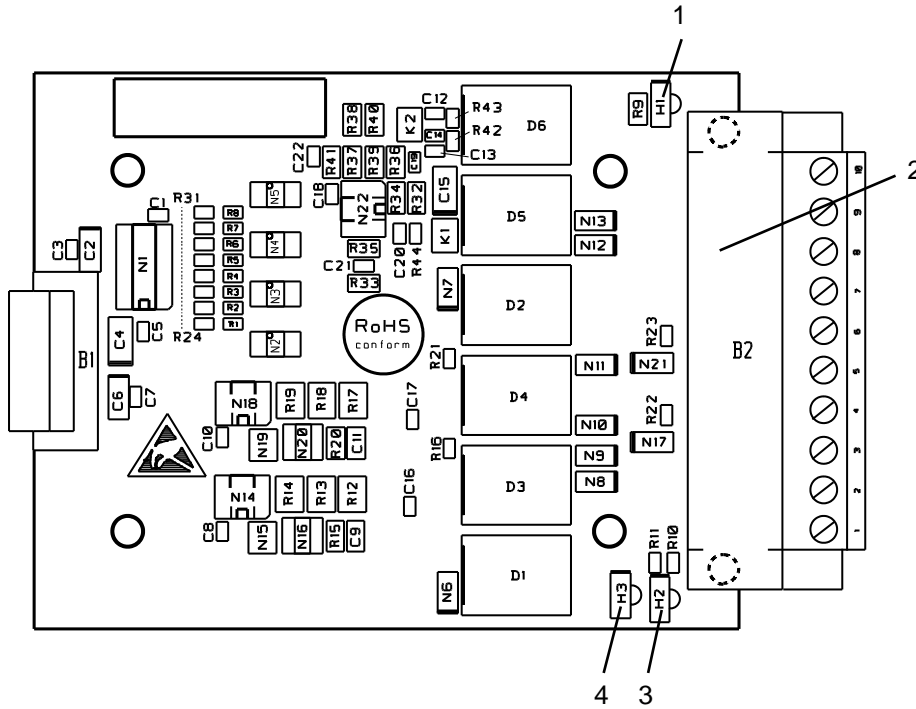 1
C12
R43
R42
C13
C14
K2
R38
R40
D6
R9
H1
C22
R41
R37
R39
R36
C19
2
R31
C1
C18
N5
N22
R34
R32
C15
D5
N13
N12
C3
C2
N1
R8
R7
R6
R5
R4
R3
R2
R1
R24
N4
N3
N2
R35
C21
R33
C20
R44
K1
N7
D2
RoHS
conform
10
9
8
7
6
5
4
3
2
1
B1
C4
C5
C6
C7
R21
R23
N11
N21
B2
D4
N18
R19
R18
R17
C17
C10
N19
N20
R20
C11
R16
N10
R22
N17
N9
N8
D3
N14
R14
R13
R12
C16
C8
N15
N16
R15
C9
D1
N6
R11
R10
H3
H2
4
3